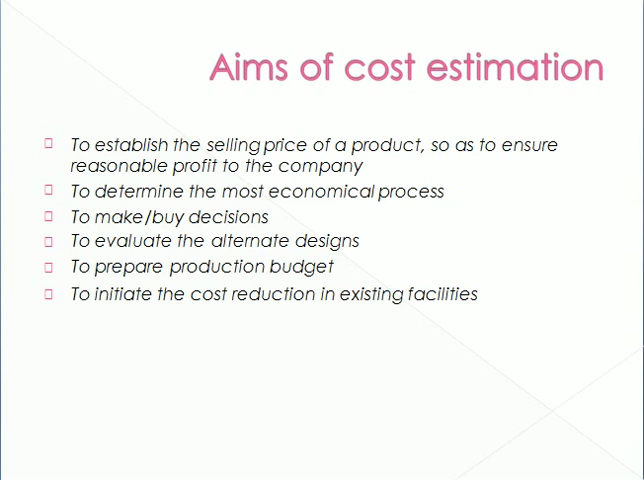 Aims of cost estimation
To establish the selling price of a product, so as to ensure
reasonable profit to the company
To determine the most economical process
To make/buy decisions
To evaluate the alternate designs
To prepare production budget
To initiate the cost reduction in existing facilities